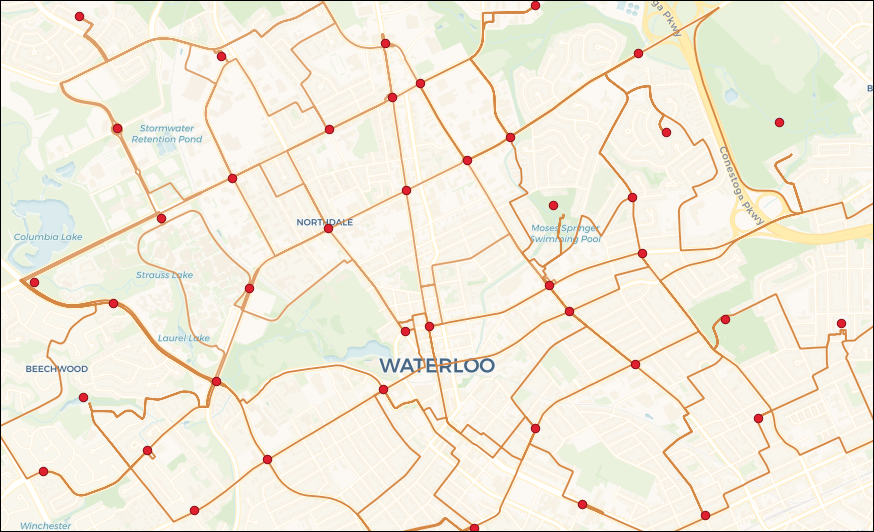 ga Pkwy
B
Stormwater
Retention Pond
Conestoga Pkwy
NORTHDALE
Columbia Lake
Moses Springer
Swimming Pool
Strauss Lake
Laurel Lake
BEECHWOOD
WATERLOO
Winchester